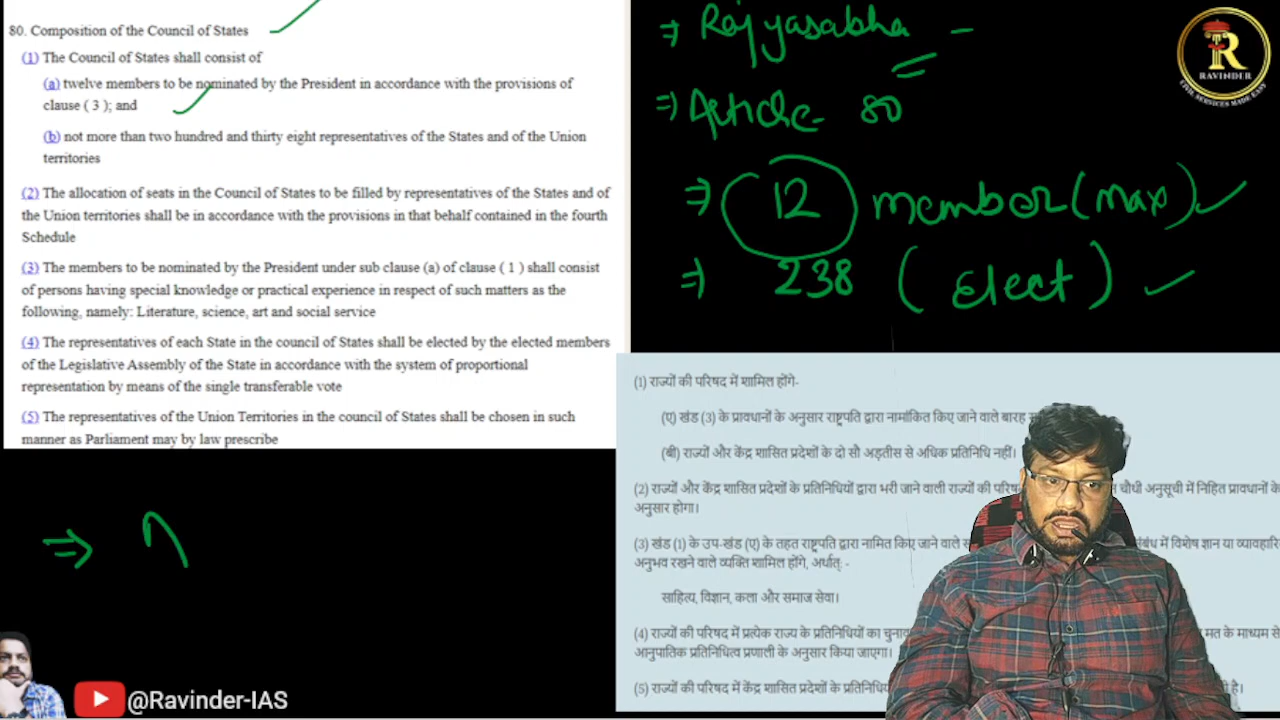 80. Composition of the Council of States
(1) The Council of States shall consist of
(a) twelve members to be nominated by the President in accordance with the provisions of
clause ( 3 ); and
(b) not more than two hundred and thirty eight representatives of the States and of the Union
territories
(2) The allocation of seats in the Council of States to be filled by representatives of the States and of
the Union territories shall be in accordance with the provisions in that behalf contained in the fourth
Schedule
(3) The members to be nominated by the President under sub clause (a) of clause ( 1 ) shall consist
of persons having special knowledge or practical experience in respect of such matters as the
following, namely: Literature, science, art and social service
(4) The representatives of each State in the council of States shall be elected by the elected members
of the Legislative Assembly of the State in accordance with the system of proportional
representation by means of the single transferable vote
(5) The representatives of the Union Territories in the council of States shall be chosen in such
manner as Parliament may by law prescribe
⇒ Rajyasabha –
⇒ Article 80
⇒ 12 member (max)
⇒ 238 (Elect)
R
RAVINDER
CIVIL SERVICES MADE EASY
(1) राज्यों की परिषद में शामिल होंगे-
(ए) खंड (3) के प्रावधानों के अनुसार राष्ट्रपति द्वारा नामांकित किए जाने वाले बारह
(बी) राज्यों और केंद्र शासित प्रदेशों के दो सौ अड़तीस से अधिक प्रतिनिधि नहीं।
(2) राज्यों और केंद्र शासित प्रदेशों के प्रतिनिधियों द्वारा भरी जाने वाली राज्यों की चौथी अनुसूची में निहित प्रावधानों के
अनुसार होगा।
(3) खंड (1) के उप-खंड (ए) के तहत राष्ट्रपति द्वारा नामित किए जाने वाले संबंध में विशेष ज्ञान या
अनुभव रखने वाले व्यक्ति शामिल होंगे, अर्थात्: -
साहित्य, विज्ञान, कला और समाज सेवा।
(4) राज्यों की परिषद में प्रत्येक राज्य के प्रतिनिधियों का मत के माध्यम से
आनुपातिक प्रतिनिधित्व प्रणाली के अनुसार किया जाएगा।
(5) राज्यों की परिषद में केंद्र शासित प्रदेशों के है।
@Ravinder-IAS